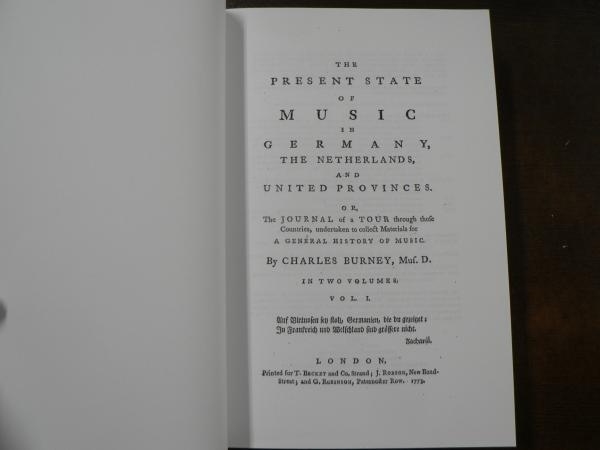 THE
PRESENT STATE
OF
MUSIC
IN
GERMANY,
THE NETHERLANDS,
AND
UNITED PROVINCES.
OR,
The JOURNAL of a TOUR through thoſe
Countries, undertaken to collect Materials for
A GENERAL HISTORY OF MUSIC.
By CHARLES BURNEY, Muſ. D.
IN TWO VOLUMES.
VOL. I.
Auf Virtuoſen ſey ſtolz, Germanien, die du gezeuget;
In Frankreich und Welſchland ſind gröſſere nicht.
Zachariä.
LONDON,
Printed for T. BECKET and Co. Strand; J. ROBSON, New Bond-
Street; and G. ROBINSON, Paternoſter Row. 1773.